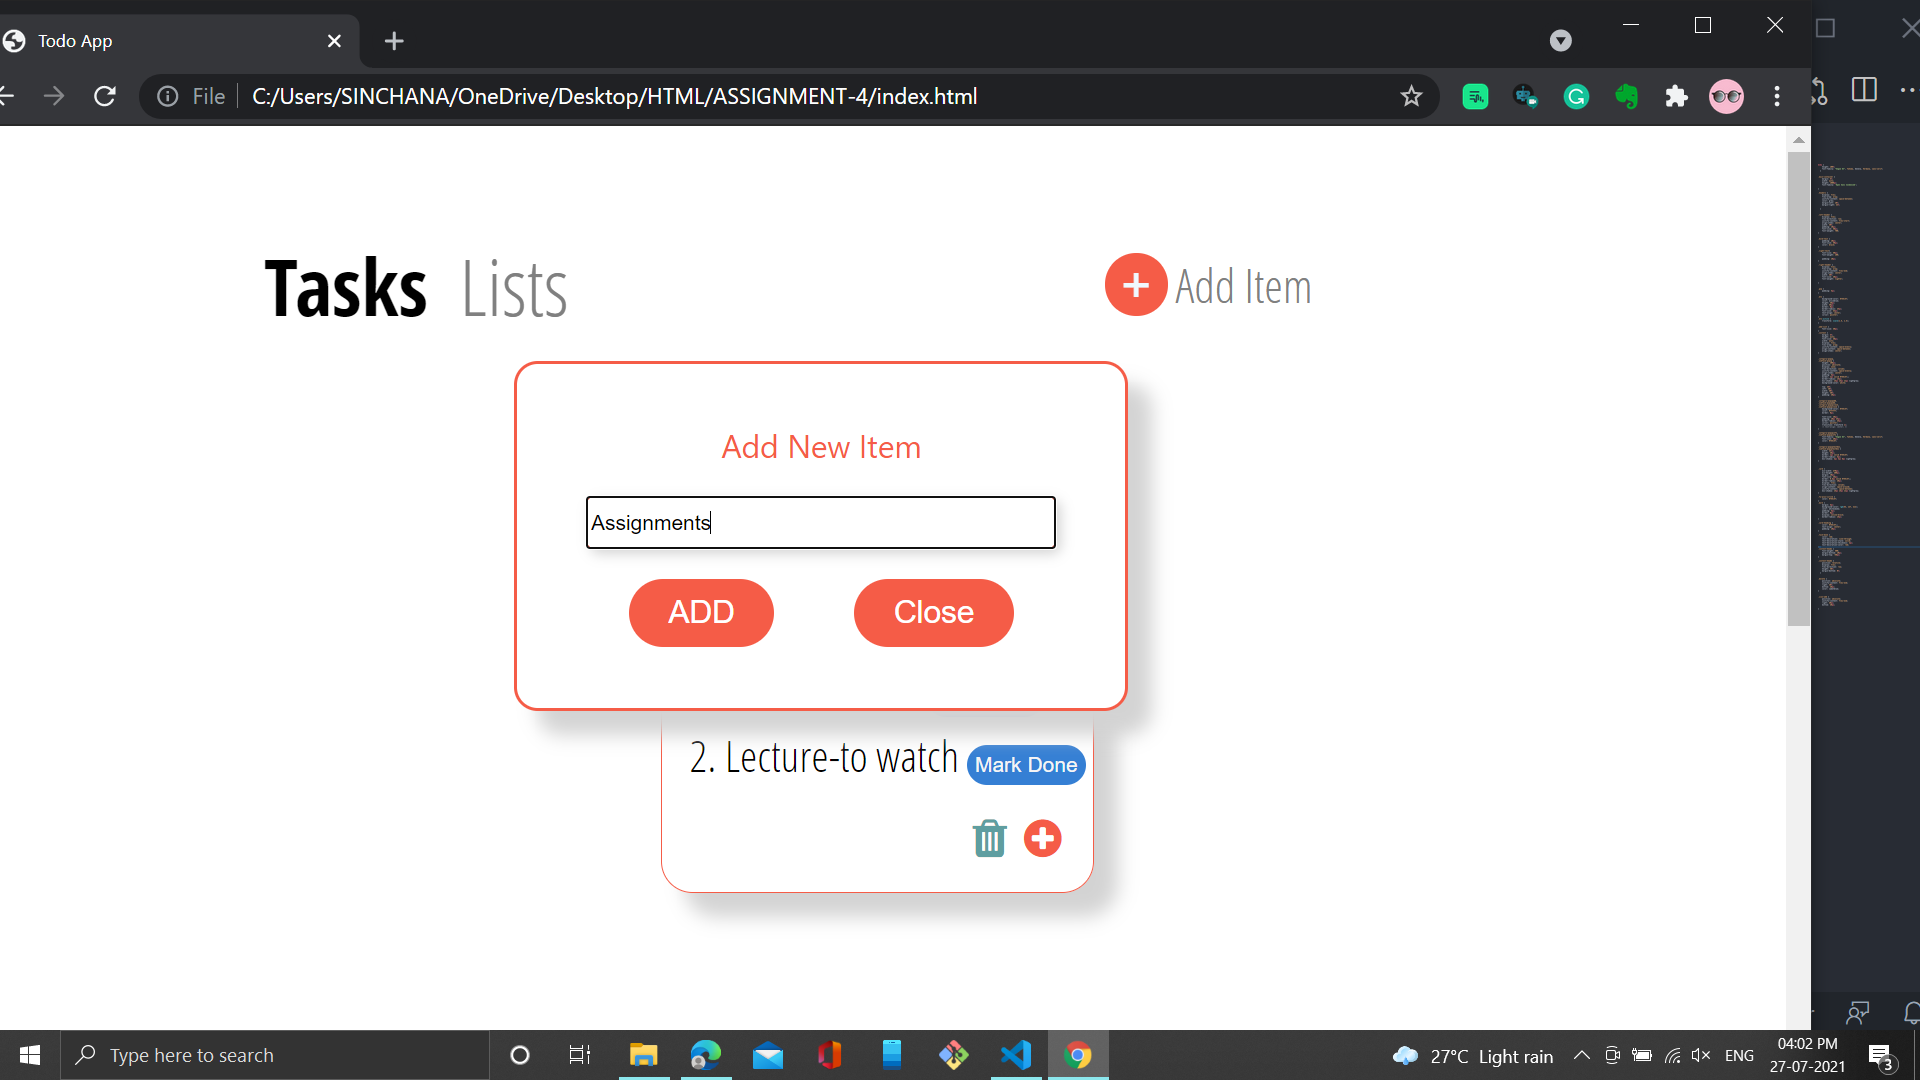 Todo App
File
C:/Users/SINCHANA/OneDrive/Desktop/HTML/ASSIGNMENT-4/index.html
Tasks Lists
Add Item
Add New Item
Assignments
ADD
Close
2. Lecture-to watch
Mark Done
Type here to search
27°C Light rain
ENG
04:02 PM
27-07-2021
3